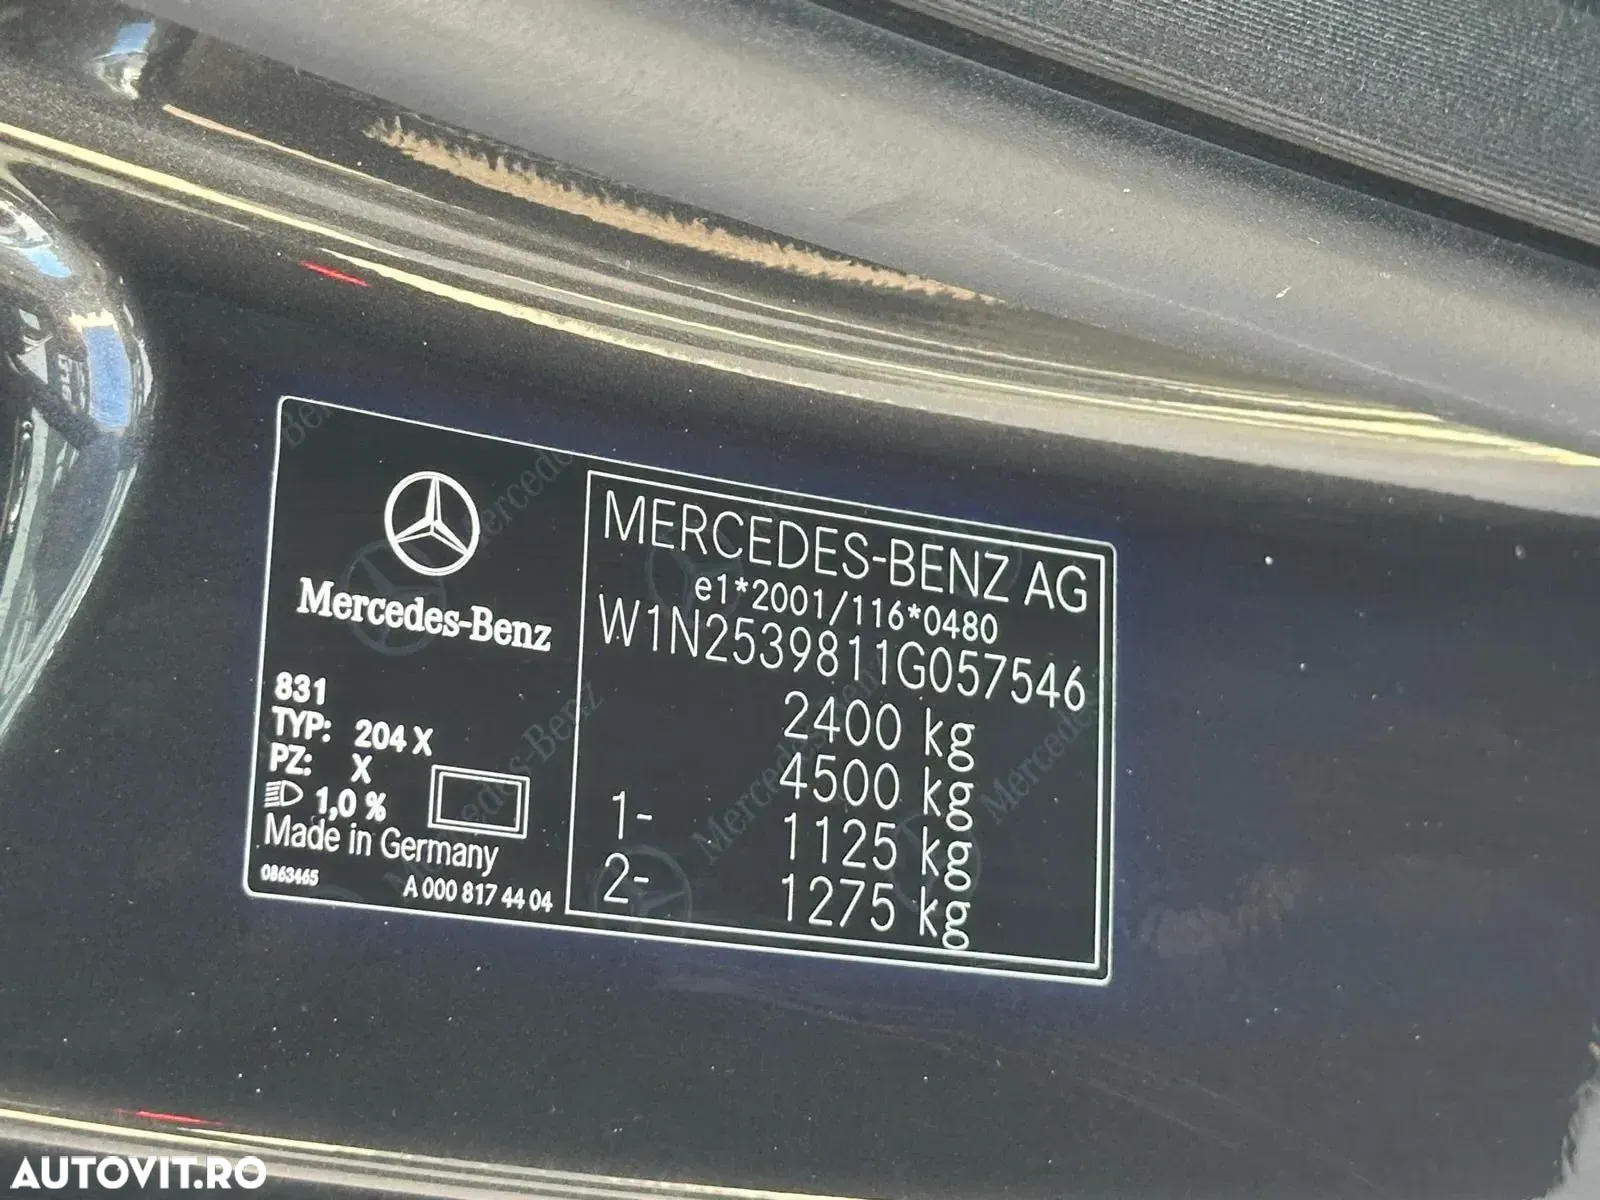 Mercedes-Benz
831
TYP: 204 X
PZ: X
1,0 %
Made in Germany
0863465
A 000 817 44 04
MERCEDES-BENZ AG
e1*2001/116*0480
W1N2539811G057546
2400 kg
4500 kg
1- 1125 kg
2- 1275 kg
AUTOVIT.RO